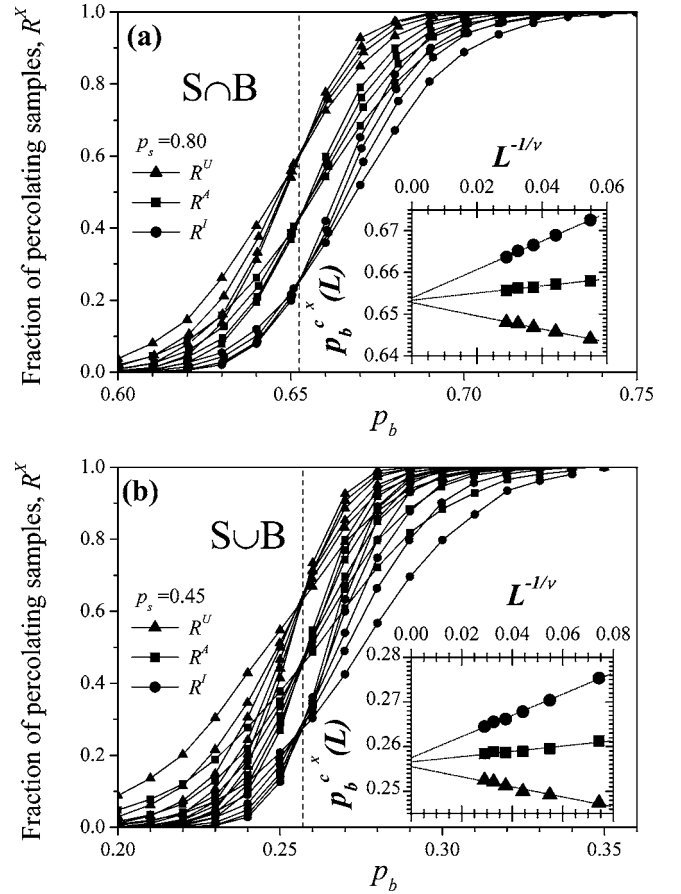 (a)
S∩B
p_s=0.80
R^U
R^A
R^I
Fraction of percolating samples, R^X
1.0
0.8
0.6
0.4
0.2
0.0
0.60 0.65 0.70 0.75
p_b
L^{-1/ν}
0.00 0.02 0.04 0.06
0.67
0.66
0.65
0.64
p_b^{c^X}(L)
(b)
S∪B
p_s=0.45
R^U
R^A
R^I
Fraction of percolating samples, R^X
1.0
0.8
0.6
0.4
0.2
0.0
0.20 0.25 0.30 0.35
p_b
L^{-1/ν}
0.00 0.02 0.04 0.06 0.08
0.28
0.27
0.26
0.25
p_b^{c^X}(L)